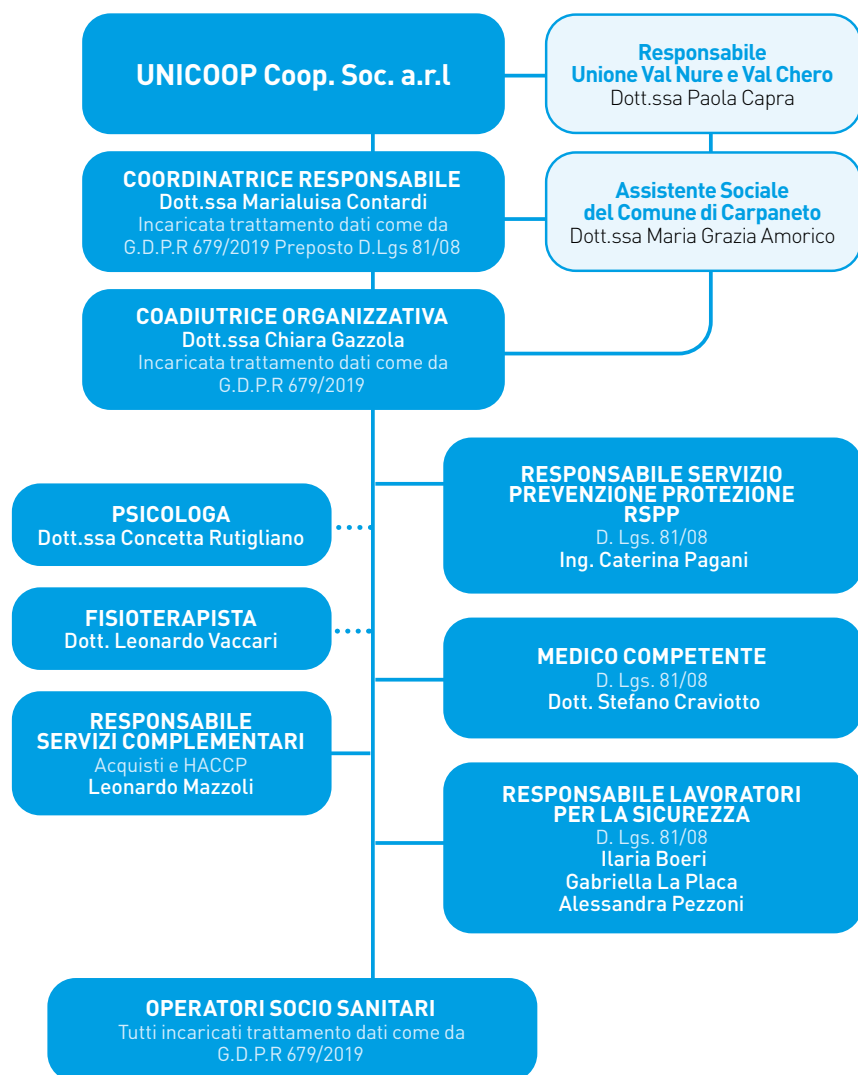 UNICOOP Coop. Soc. a.r.l
Responsabile
Unione Val Nure e Val Chero
Dott.ssa Paola Capra
COORDINATRICE RESPONSABILE
Dott.ssa Marialuisa Contardi
Incaricata trattamento dati come da
G.D.P.R 679/2019 Preposto D.Lgs 81/08
Assistente Sociale
del Comune di Carpaneto
Dott.ssa Maria Grazia Amorico
COADIUTRICE ORGANIZZATIVA
Dott.ssa Chiara Gazzola
Incaricata trattamento dati come da
G.D.P.R 679/2019
RESPONSABILE SERVIZIO
PREVENZIONE PROTEZIONE
RSPP
D. Lgs. 81/08
Ing. Caterina Pagani
PSICOLOGA
Dott.ssa Concetta Rutigliano
FISIOTERAPISTA
Dott. Leonardo Vaccari
MEDICO COMPETENTE
D. Lgs. 81/08
Dott. Stefano Craviotto
RESPONSABILE
SERVIZI COMPLEMENTARI
Acquisti e HACCP
Leonardo Mazzoli
RESPONSABILE LAVORATORI
PER LA SICUREZZA
D. Lgs. 81/08
Ilaria Boeri
Gabriella La Placa
Alessandra Pezzoni
OPERATORI SOCIO SANITARI
Tutti incaricati trattamento dati come da
G.D.P.R 679/2019